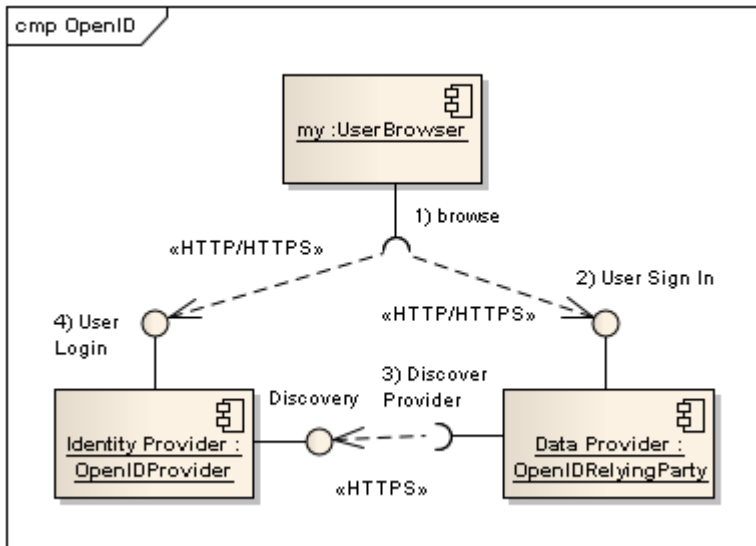 cmp OpenID
my :UserBrowser
1) browse
«HTTP/HTTPS»
2) User Sign In
«HTTP/HTTPS»
4) User
Login
Discovery
3) Discover
Provider
Identity Provider :
OpenIDProvider
Data Provider :
OpenIDRelyingParty
«HTTPS»